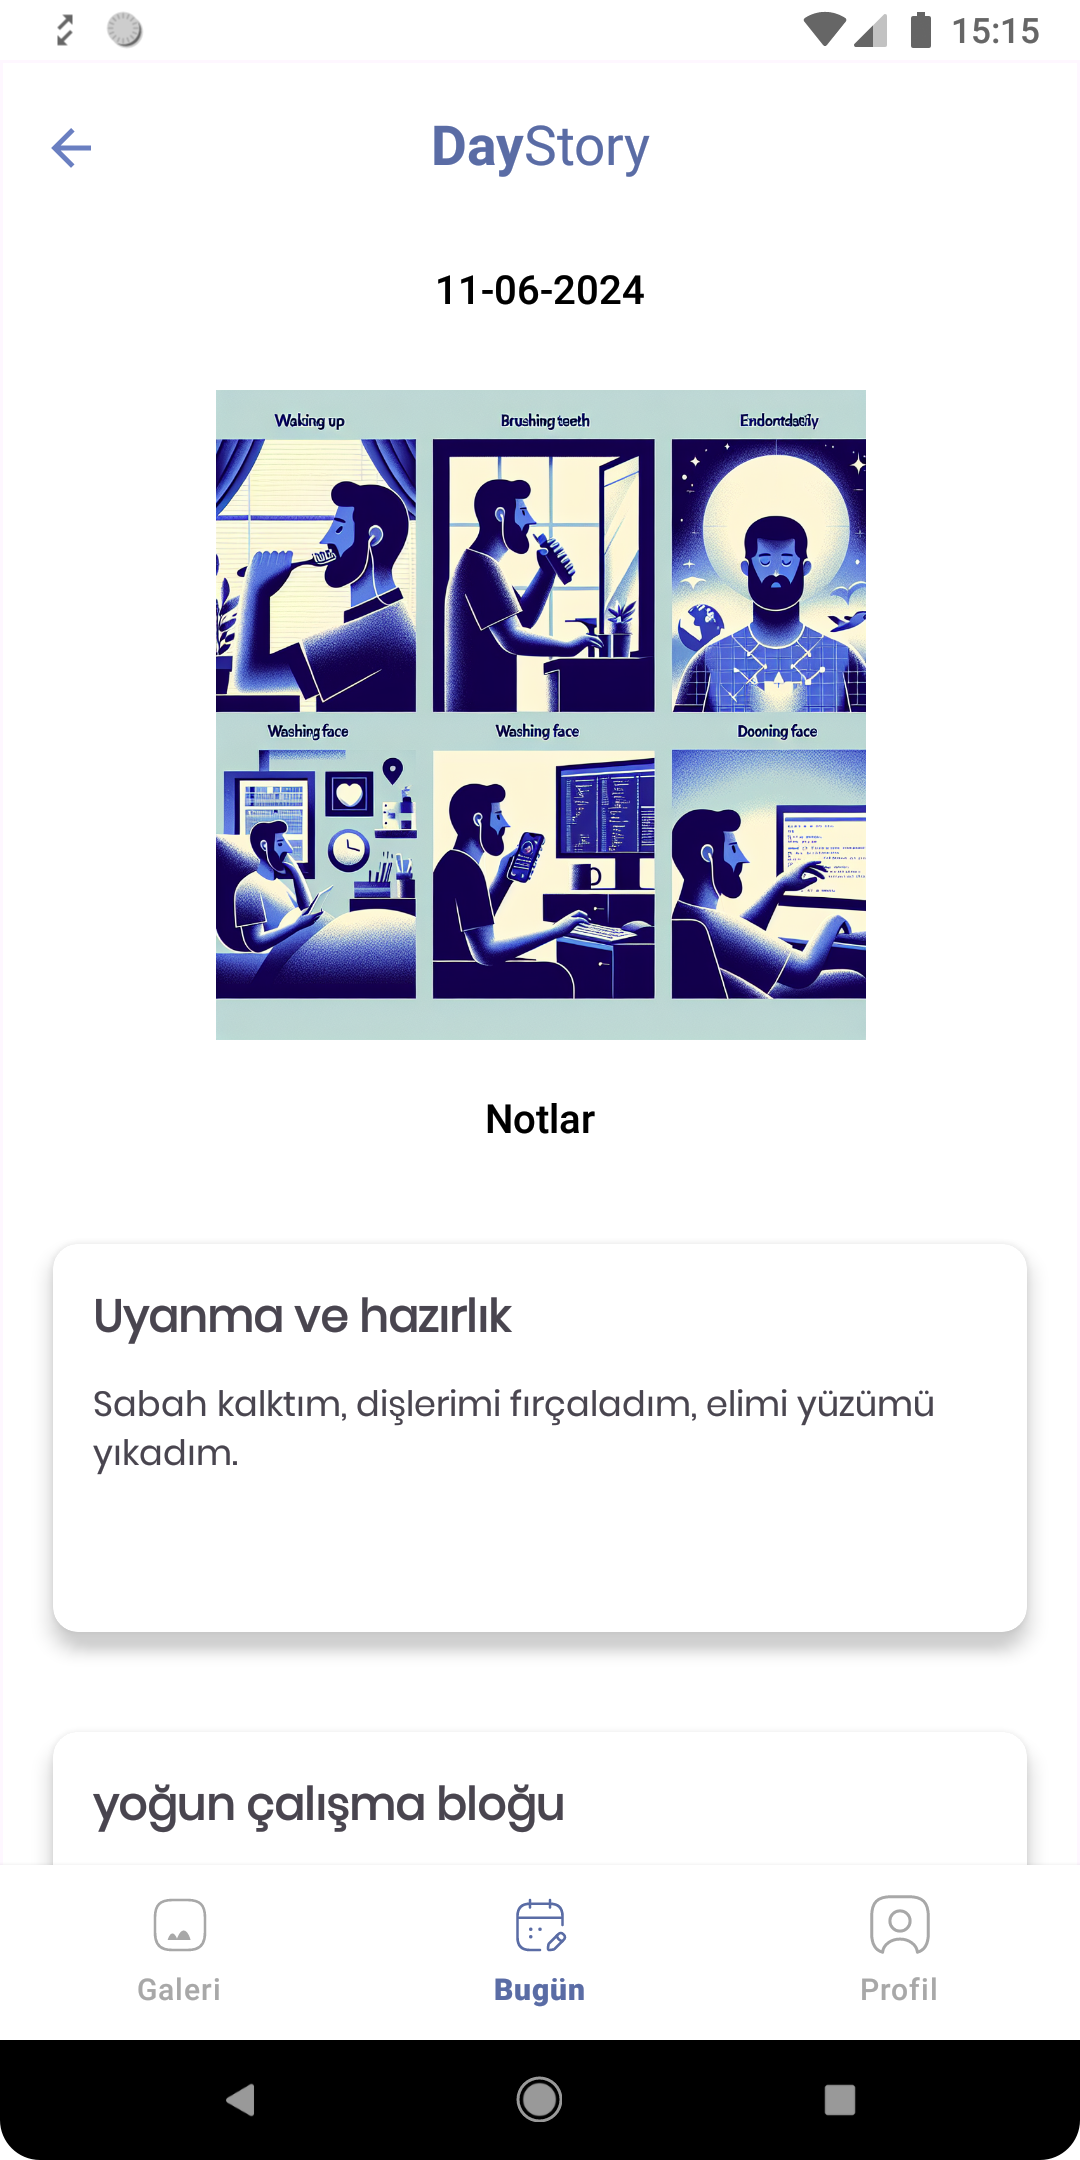 15:15
DayStory
11-06-2024
Waking up
Brushing teeth
Washing face
Washing face
Dooning face
Notlar
Uyanma ve hazırlık
Sabah kalktım, dişlerimi fırçaladım, elimi yüzümü
yıkadım.
yoğun çalışma bloğu
Galeri
Bugün
Profil